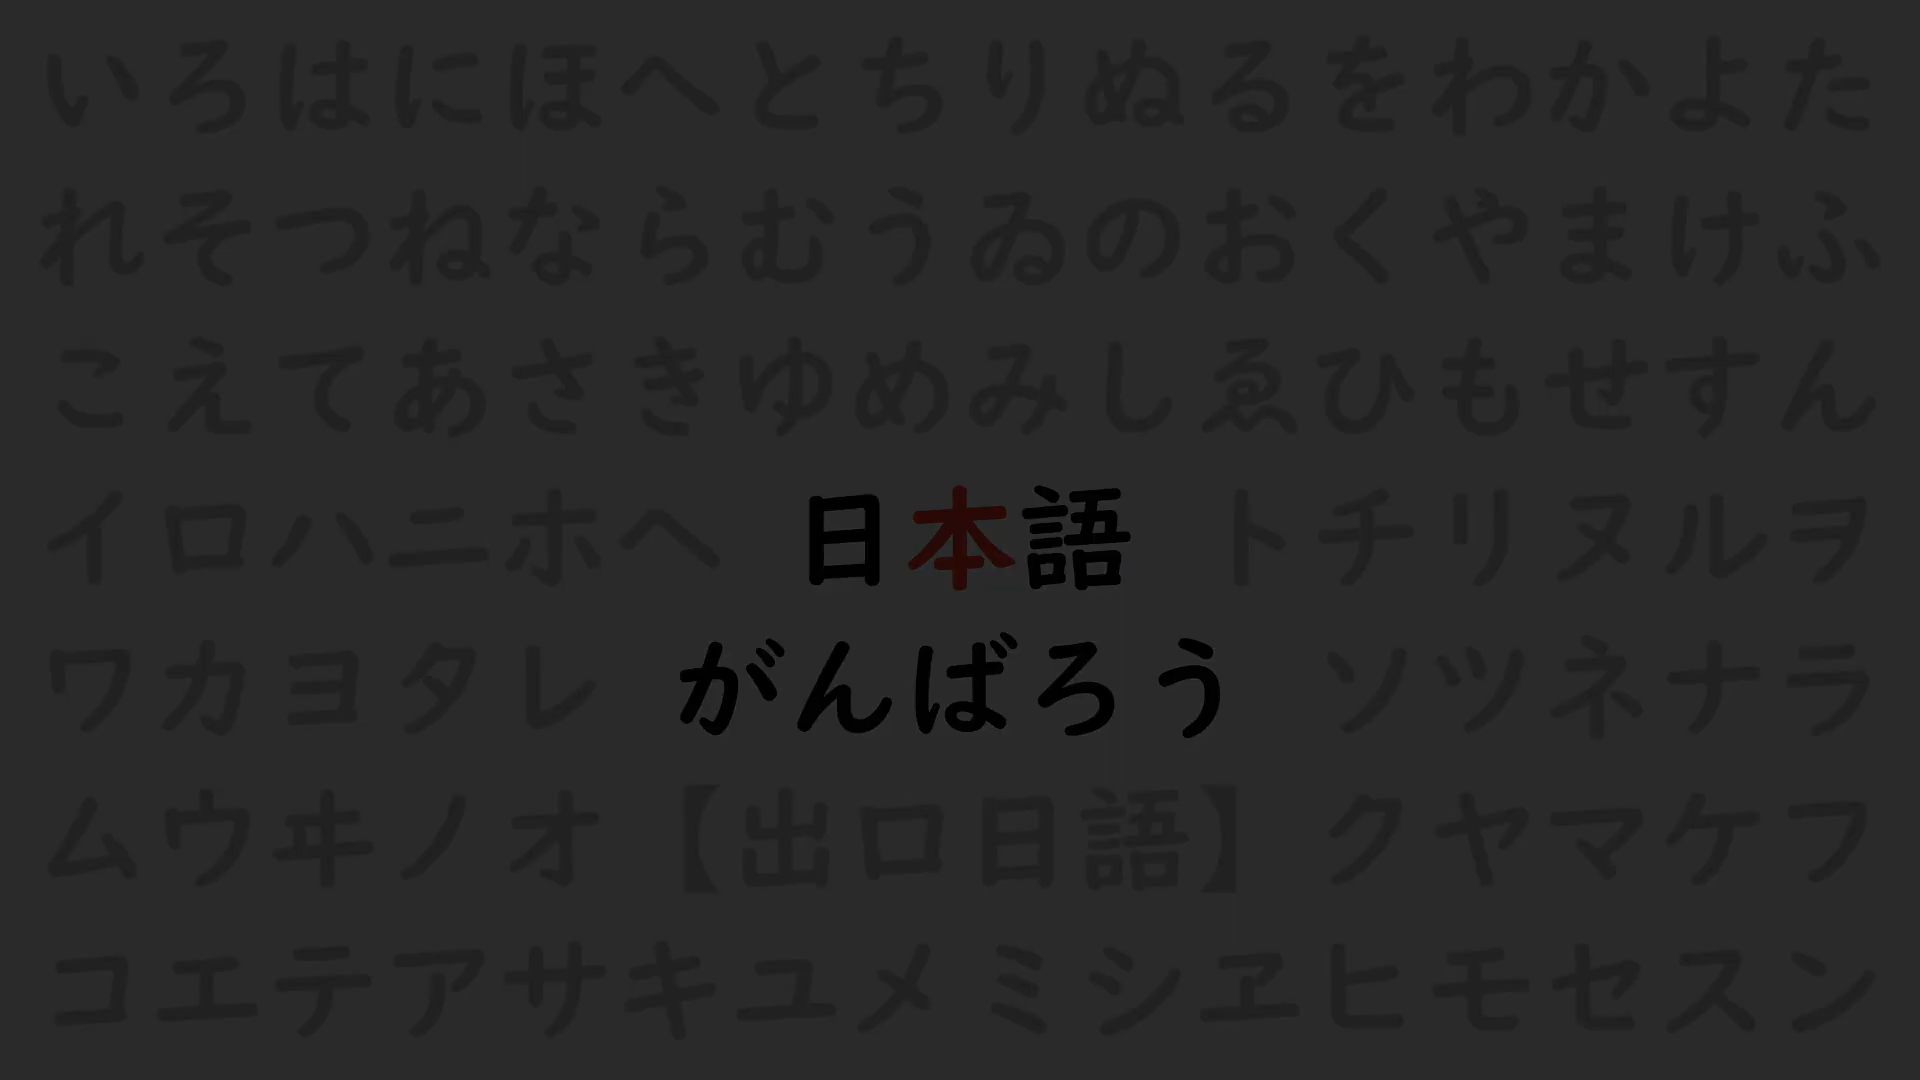 いろはにほへとちりぬるをわかよた
れそつねならむうゐのおくやまけふ
こえてあさきゆめみしゑひもせすん
イロハニホヘ 日本語 トチリヌルヲ
ワカヨタレ がんばろう ソツネナラ
ムウヰノオ【出口日語】クヤマケフ
コエテアサキユメミシヱヒモセスン